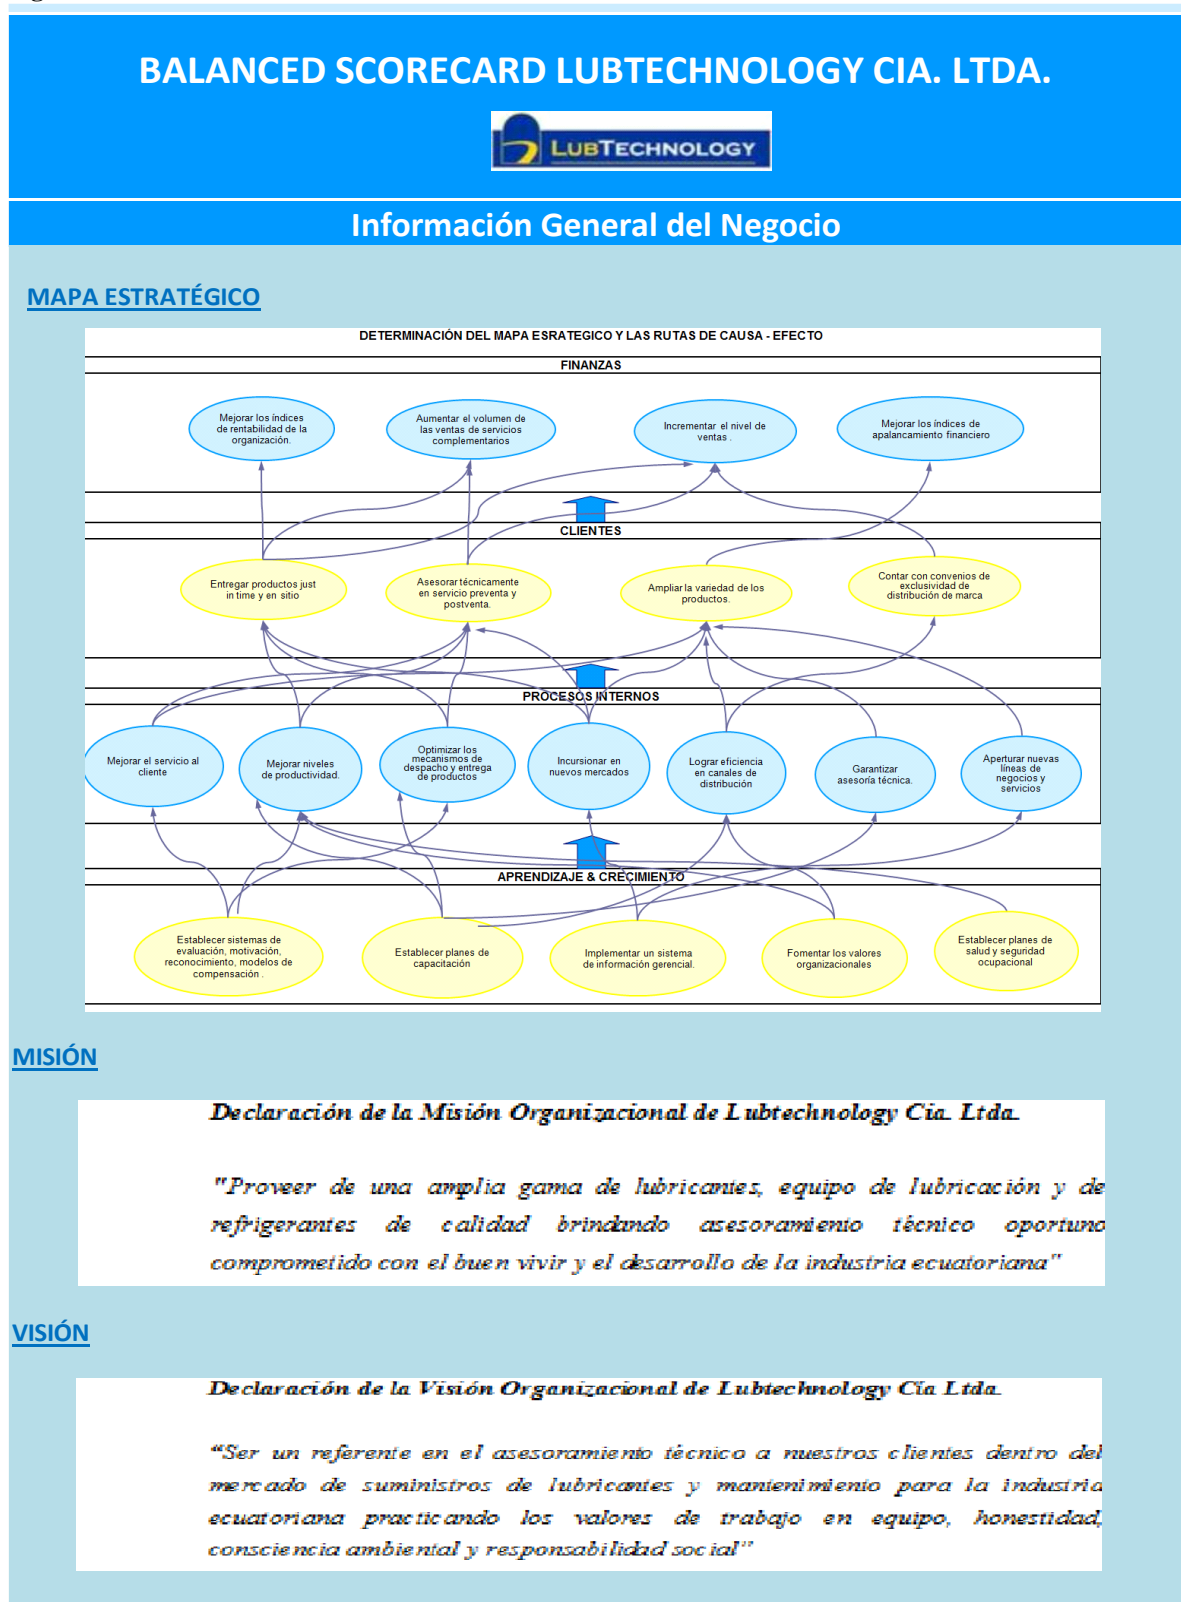 BALANCED SCORECARD LUBTECHNOLOGY CIA. LTDA.
LUBTECHNOLOGY
Información General del Negocio
MAPA ESTRATÉGICO
DETERMINACIÓN DEL MAPA ESRATEGICO Y LAS RUTAS DE CAUSA - EFECTO
FINANZAS
Mejorar los índices
de rentabilidad de la
organización.
Aumentar el volumen de
las ventas de servicios
complementarios
Incrementar el nivel de
ventas .
Mejorar los índices de
apalancamiento financiero
CLIENTES
Entregar productos just
in time y en sitio
Asesorar técnicamente
en servicio preventa y
postventa.
Ampliar la variedad de los
productos.
Contar con convenios de
exclusividad de
distribución de marca
PROCESOS INTERNOS
Mejorar el servicio al
cliente
Mejorar niveles
de productividad.
Optimizar los
mecanismos de
despacho y entrega
de productos
Incursionar en
nuevos mercados
Lograr eficiencia
en canales de
distribución
Garantizar
asesoría técnica.
Aperturar nuevas
líneas de
negocios y
servicios
APRENDIZAJE & CRECIMIENTO
Establecer sistemas de
evaluación, motivación,
reconocimiento, modelos de
compensación .
Establecer planes de
capacitación
Implementar un sistema
de información gerencial.
Fomentar los valores
organizacionales
Establecer planes de
salud y seguridad
ocupacional
MISIÓN
Declaración de la Misión Organizacional de Lubtechnology Cia. Ltda.
"Proveer de una amplia gama de lubricantes, equipo de lubricación y de
refrigerantes de calidad brindando asesoramiento técnico oportuno
comprometido con el buen vivir y el desarrollo de la industria ecuatoriana"
VISIÓN
Declaración de la Visión Organizacional de Lubtechnology Cía Ltda.
“Ser un referente en el asesoramiento técnico a nuestros clientes dentro del
mercado de suministros de lubricantes y mantenimiento para la industria
ecuatoriana practicando los valores de trabajo en equipo, honestidad,
consciencia ambiental y responsabilidad social”